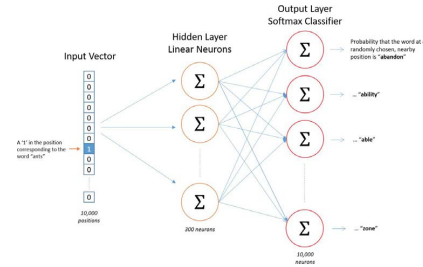 Output Layer
Softmax Classifier
Hidden Layer
Linear Neurons
Input Vector
Probability that the word at a
randomly chosen, nearby
position is "abandon"
0
0
0
0
0
0
0
1
0
0
0
A '1' in the position
corresponding to the
word "ants"
10,000
positions
Σ
Σ
Σ
300 neurons
Σ
Σ
Σ
Σ
10,000
neurons
... "ability"
... "able"
... "zone"